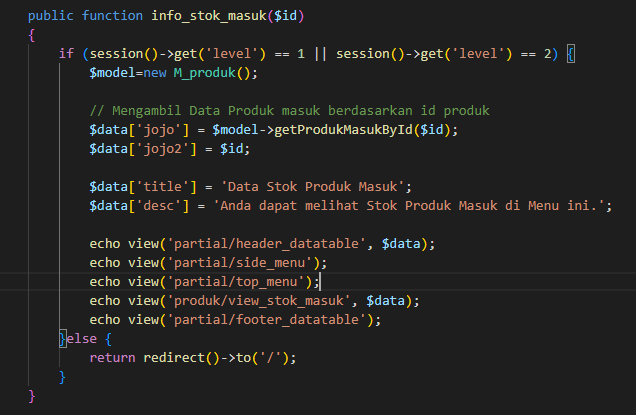 public function info_stok_masuk($id)
{
if (session()->get('level') == 1 || session()->get('level') == 2) {
$model=new M_produk();
// Mengambil Data Produk masuk berdasarkan id produk
$data['jojo'] = $model->getProdukMasukById($id);
$data['jojo2'] = $id;
$data['title'] = 'Data Stok Produk Masuk';
$data['desc'] = 'Anda dapat melihat Stok Produk Masuk di Menu ini.';
echo view('partial/header_datatable', $data);
echo view('partial/side_menu');
echo view('partial/top_menu');
echo view('produk/view_stok_masuk', $data);
echo view('partial/footer_datatable');
}else {
return redirect()->to('/');
}
}